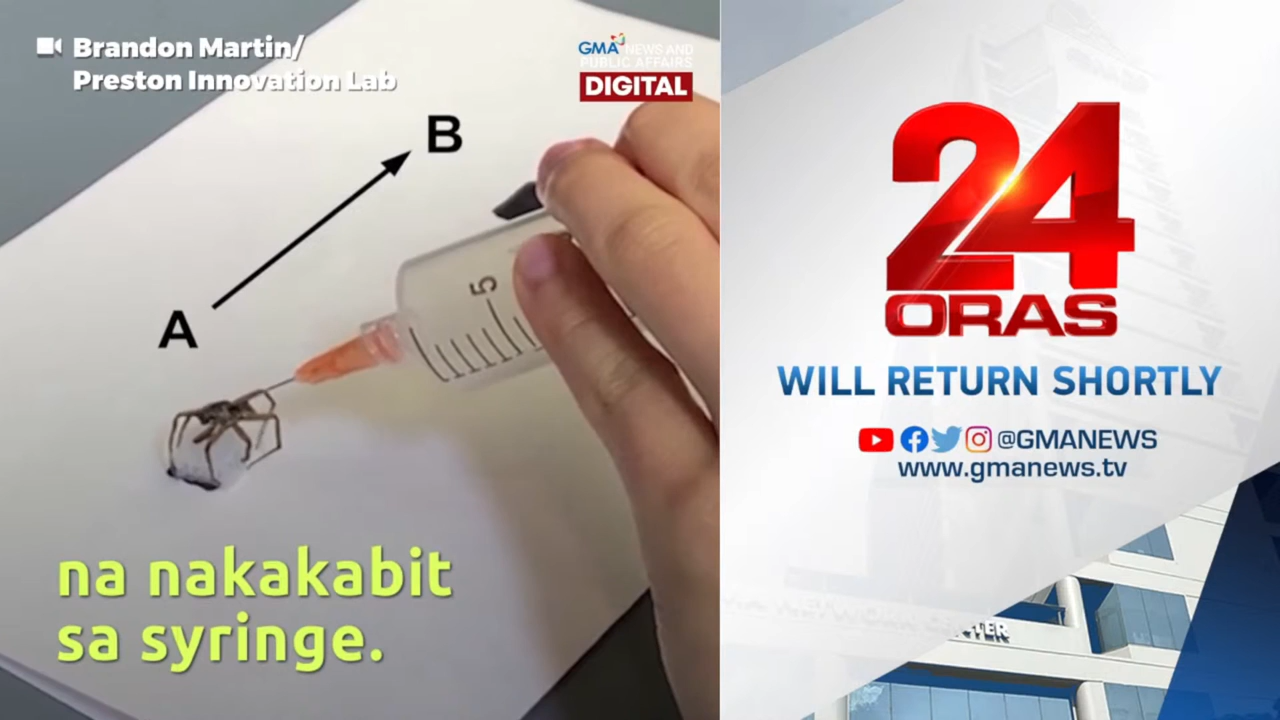 Brandon Martin/
Preston Innovation Lab
GMA NEWS AND
PUBLIC AFFAIRS
DIGITAL
B
A
5
na nakakabit
sa syringe.
24
ORAS
WILL RETURN SHORTLY
@GMANEWS
www.gmanews.tv